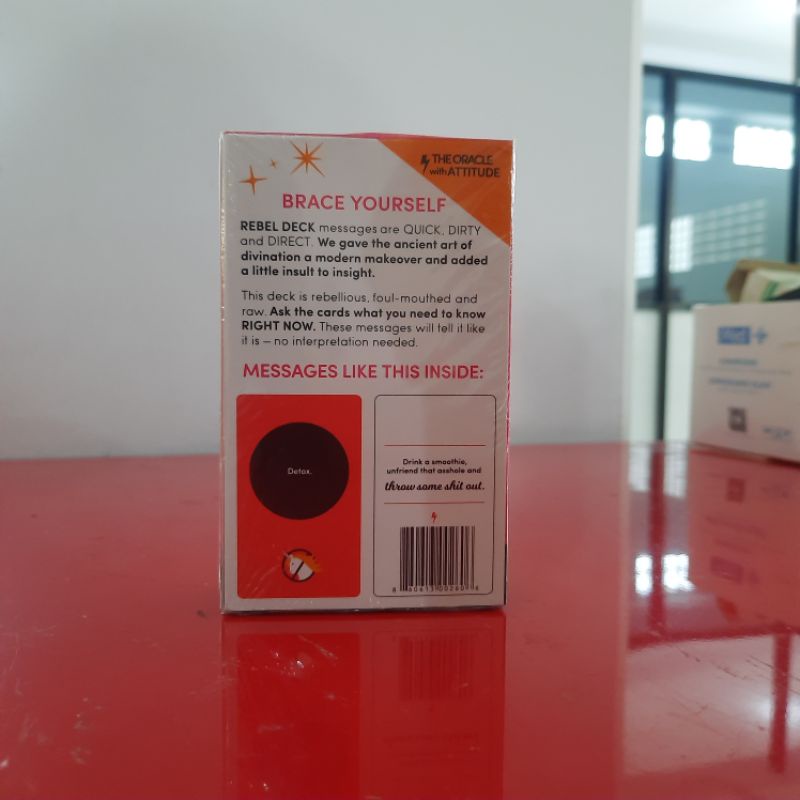 THE ORACLE
with ATTITUDE
BRACE YOURSELF
REBEL DECK messages are QUICK, DIRTY
and DIRECT. We gave the ancient art of
divination a modern makeover and added
a little insult to insight.
This deck is rebellious, foul-mouthed and
raw. Ask the cards what you need to know
RIGHT NOW. These messages will tell it like
it is – no interpretation needed.
MESSAGES LIKE THIS INSIDE:
Detox.
Drink a smoothie,
unfriend that asshole and
throw some shit out.